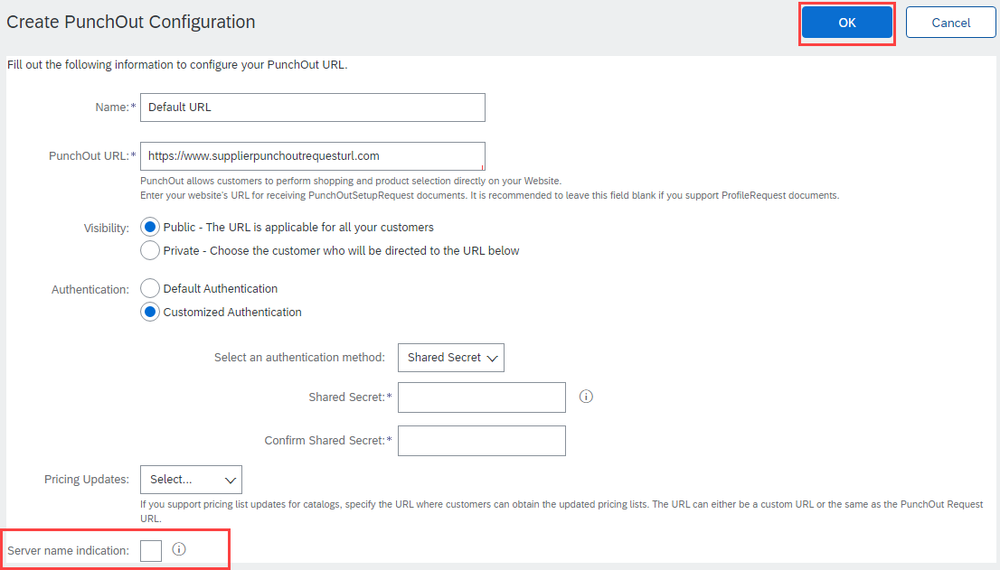 Create PunchOut Configuration
OK
Cancel
Fill out the following information to configure your PunchOut URL.
Name:*
Default URL
PunchOut URL:*
https://www.supplierpunchoutrequesturl.com
PunchOut allows customers to perform shopping and product selection directly on your Website.
Enter your website's URL for receiving PunchOutSetupRequest documents. It is recommended to leave this field blank if you support ProfileRequest documents.
Visibility:
Public - The URL is applicable for all your customers
Private - Choose the customer who will be directed to the URL below
Authentication:
Default Authentication
Customized Authentication
Select an authentication method:
Shared Secret
Shared Secret:*
Confirm Shared Secret:*
Pricing Updates:
Select...
If you support pricing list updates for catalogs, specify the URL where customers can obtain the updated pricing lists. The URL can either be a custom URL or the same as the PunchOut Request
URL.
Server name indication: